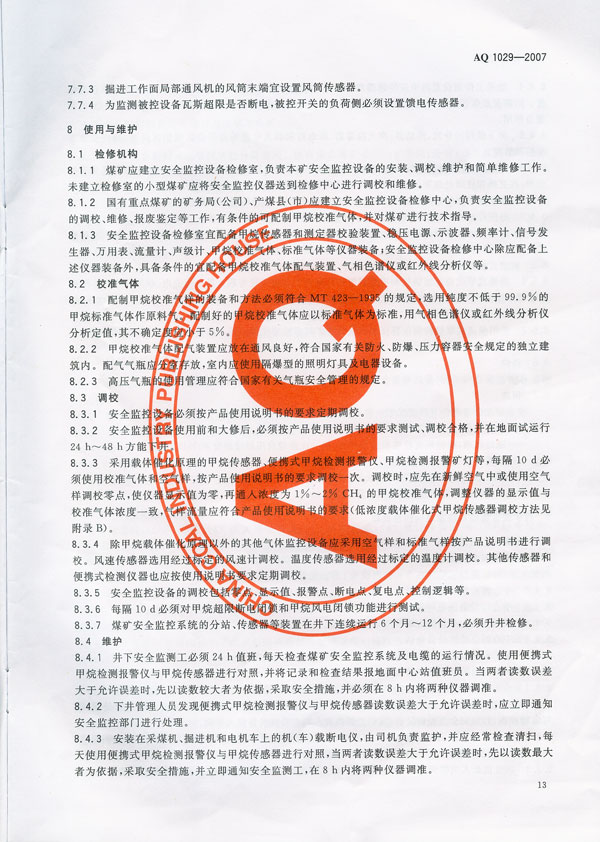 AQ 1029—2007
7.7.3 掘进工作面局部通风机的风筒末端宜设置风筒传感器。
7.7.4 为监测被控设备瓦斯超限是否断电,被控开关的负荷侧必须设置馈电传感器。
8 使用与维护
8.1 检修机构
8.1.1 煤矿应建立安全监控设备检修室,负责本矿安全监控设备的安装、调校、维护和简单维修工作。
未建立检修室的小型煤矿应将安全监控仪器送到检修中心进行调校和维修。
8.1.2 国有重点煤矿的矿务局(公司)、产煤县(市)应建立安全监控设备检修中心,负责安全监控设备
的调校、维修、报废鉴定等工作,有条件的可配制甲烷校准气体,并对煤矿进行技术指导。
8.1.3 安全监控设备检修室宜配备甲烷传感器和测定器校验装置、稳压电源、示波器、频率计、信号发
生器、万用表、流量计、声级计、甲烷校准气体、标准气体等仪器装备;安全监控设备检修中心除应配备上
述仪器装备外,具备条件的宜配备甲烷校准气体配气装置、气相色谱仪或红外线分析仪等。
8.2 校准气体
8.2.1 配制甲烷校准气样的装备和方法必须符合 MT 423—1995 的规定,选用纯度不低于 99.9%的
甲烷标准气体作原料气。配制好的甲烷校准气体应以标准气体为标准,用气相色谱仪或红外线分析仪
分析定值,其不确定度应小于 5%。
8.2.2 甲烷校准气体配气装置应放在通风良好,符合国家有关防火、防爆、压力容器安全规定的独立建
筑内。配气气瓶应分室存放,室内应使用隔爆型的照明灯具及电器设备。
8.2.3 高压气瓶的使用管理应符合国家有关气瓶安全管理的规定。
8.3 调校
8.3.1 安全监控设备必须按产品使用说明书的要求定期调校。
8.3.2 安全监控设备使用前和大修后,必须按产品使用说明书的要求测试、调校合格,并在地面试运行
24 h~48 h 方能下井。
8.3.3 采用载体催化原理的甲烷传感器、便携式甲烷检测报警仪、甲烷检测报警矿灯等,每隔 10 d 必
须使用校准气体和空气样,按产品使用说明书的要求调校一次。调校时,应先在新鲜空气中或使用空气
样调校零点,使仪器显示值为零,再通入浓度为 1%~2% CH₄ 的甲烷校准气体,调整仪器的显示值与
校准气体浓度一致,气样流量应符合产品使用说明书的要求(低浓度载体催化式甲烷传感器调校方法见
附录 B)。
8.3.4 除甲烷载体催化原理以外的其他气体监控设备应采用空气样和标准气样按产品说明书进行调
校。风速传感器选用经过标定的风速计调校。温度传感器选用经过标定的温度计调校。其他传感器和
便携式检测仪器也应按使用说明书要求定期调校。
8.3.5 安全监控设备的调校包括零点、显示值、报警点、断电点、复电点、控制逻辑等。
8.3.6 每隔 10 d 必须对甲烷超限断电闭锁和甲烷风电闭锁功能进行测试。
8.3.7 煤矿安全监控系统的分站、传感器等装置在井下连续运行 6 个月~12 个月,必须升井检修。
8.4 维护
8.4.1 井下安全监测工必须 24 h 值班,每天检查煤矿安全监控系统及电缆的运行情况。使用便携式
甲烷检测报警仪与甲烷传感器进行对照,并将记录和检查结果报地面中心站值班员。当两者读数误差
大于允许误差时,先以读数较大者为依据,采取安全措施,并必须在 8 h 内将两种仪器调准。
8.4.2 下井管理人员发现便携式甲烷检测报警仪与甲烷传感器读数误差大于允许误差时,应立即通知
安全监控部门进行处理。
8.4.3 安装在采煤机、掘进机和电机车上的机(车)载断电仪,由司机负责监护,并应经常检查清扫,每
天使用便携式甲烷检测报警仪与甲烷传感器进行对照,当两者读数误差大于允许误差时,先以读数最大
者为依据,采取安全措施,并立即通知安全监测工,在 8 h 内将两种仪器调准。
13
CHINA COAL INDUSTRY PUBLISHING HOUSE
AQ